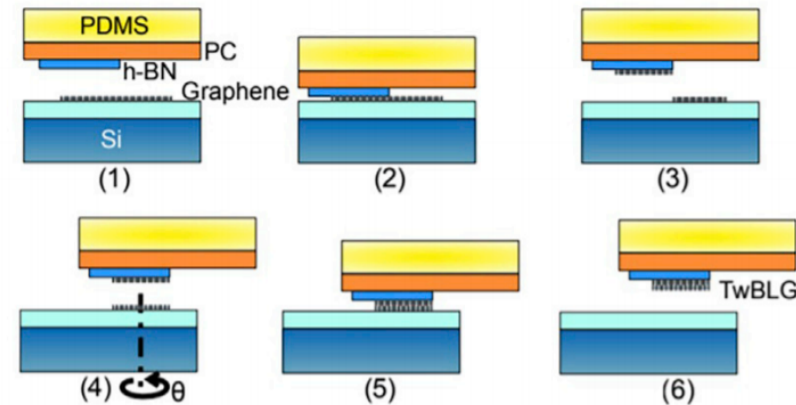 PDMS
PC
h-BN
Graphene
Si
(1)
(2)
(3)
(4)
θ
(5)
TwBLG
(6)